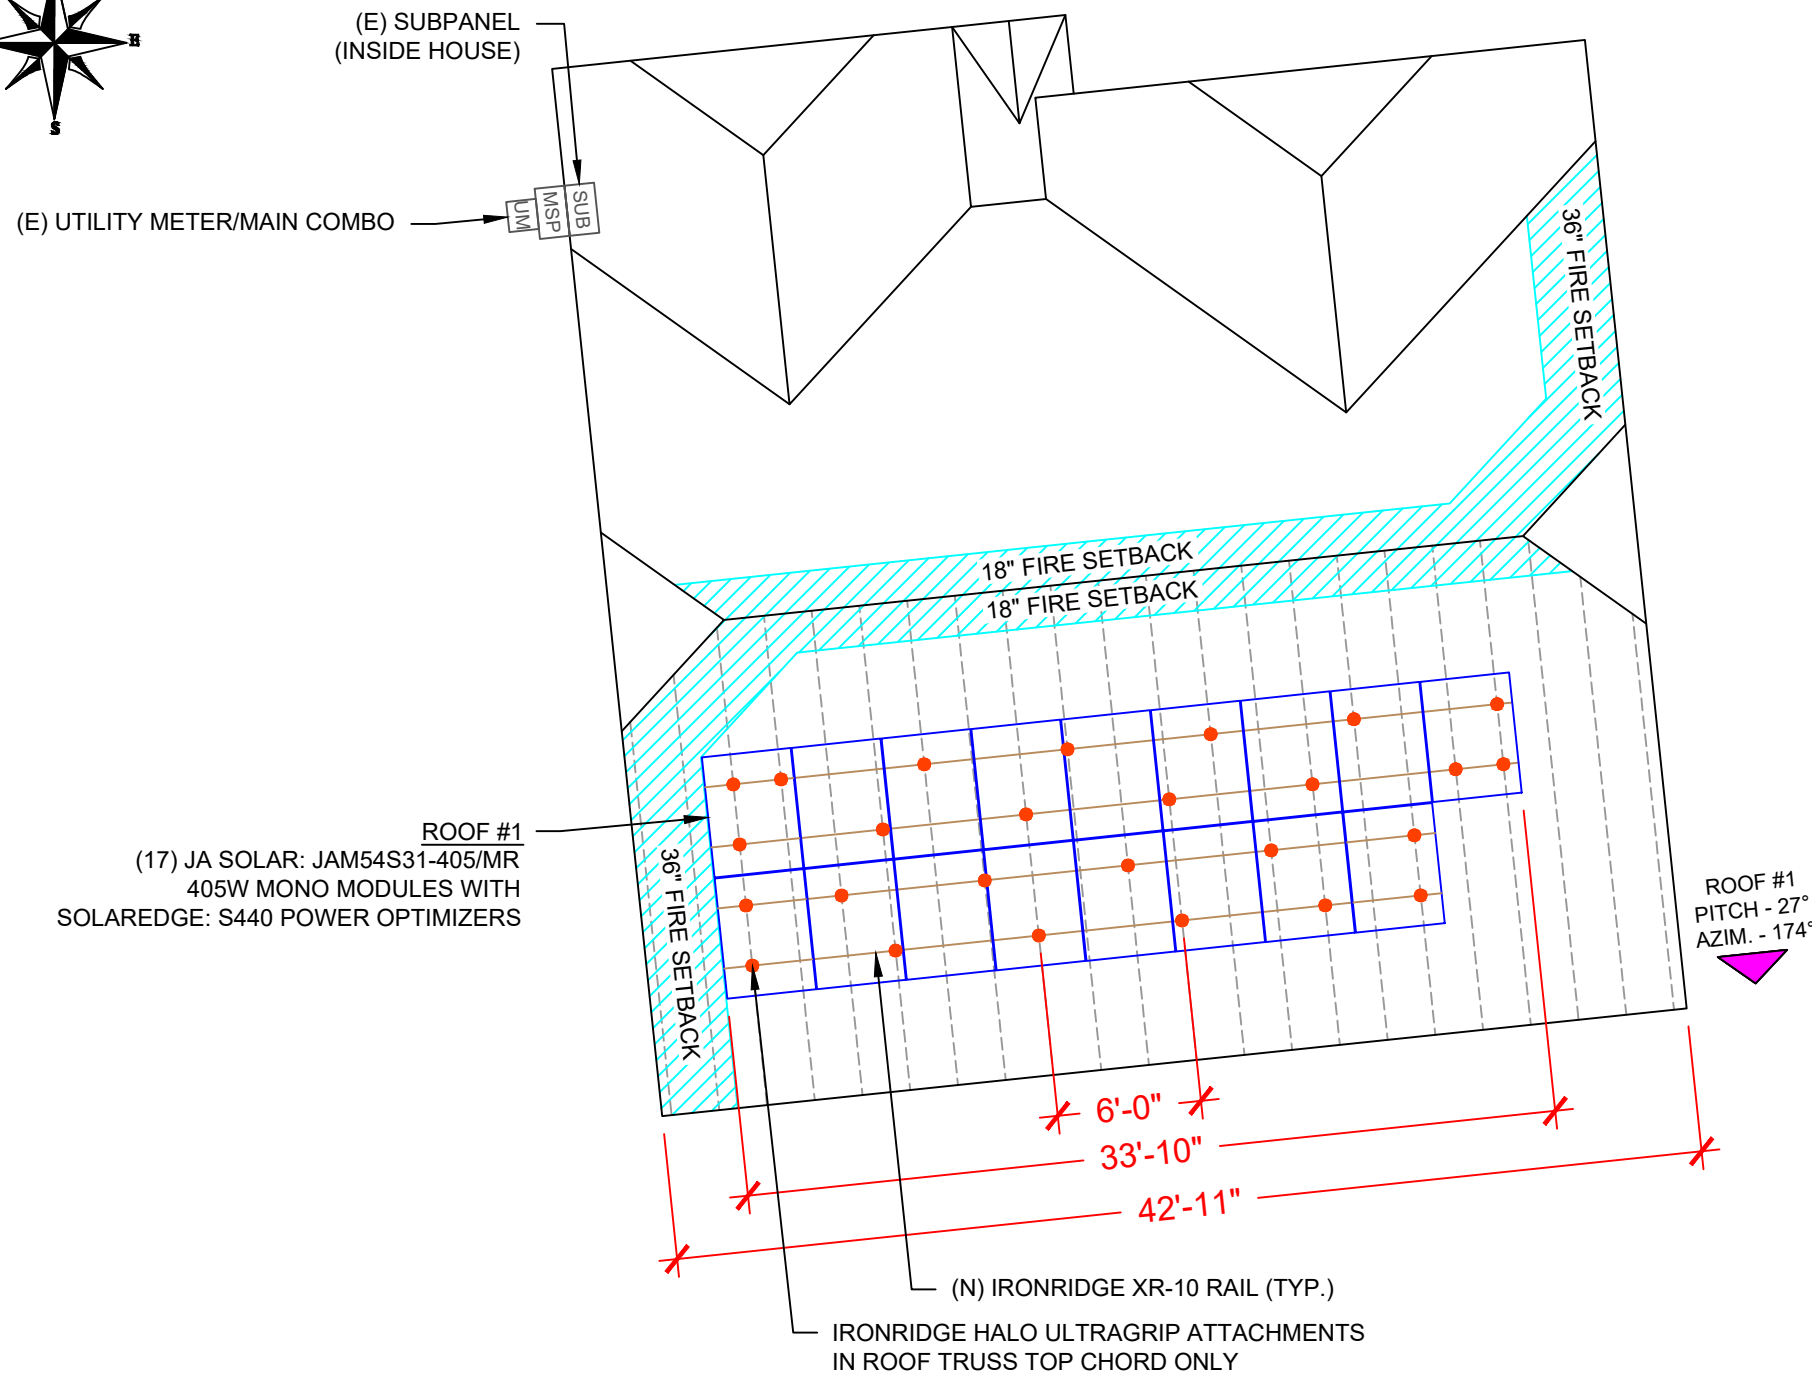 E
S
(E) SUBPANEL
(INSIDE HOUSE)
(E) UTILITY METER/MAIN COMBO
UM
MSP
SUB
36" FIRE SETBACK
18" FIRE SETBACK
18" FIRE SETBACK
ROOF #1
(17) JA SOLAR: JAM54S31-405/MR
405W MONO MODULES WITH
SOLAREDGE: S440 POWER OPTIMIZERS
36" FIRE SETBACK
ROOF #1
PITCH - 27°
AZIM. - 174°
6'-0"
33'-10"
42'-11"
(N) IRONRIDGE XR-10 RAIL (TYP.)
IRONRIDGE HALO ULTRAGRIP ATTACHMENTS
IN ROOF TRUSS TOP CHORD ONLY